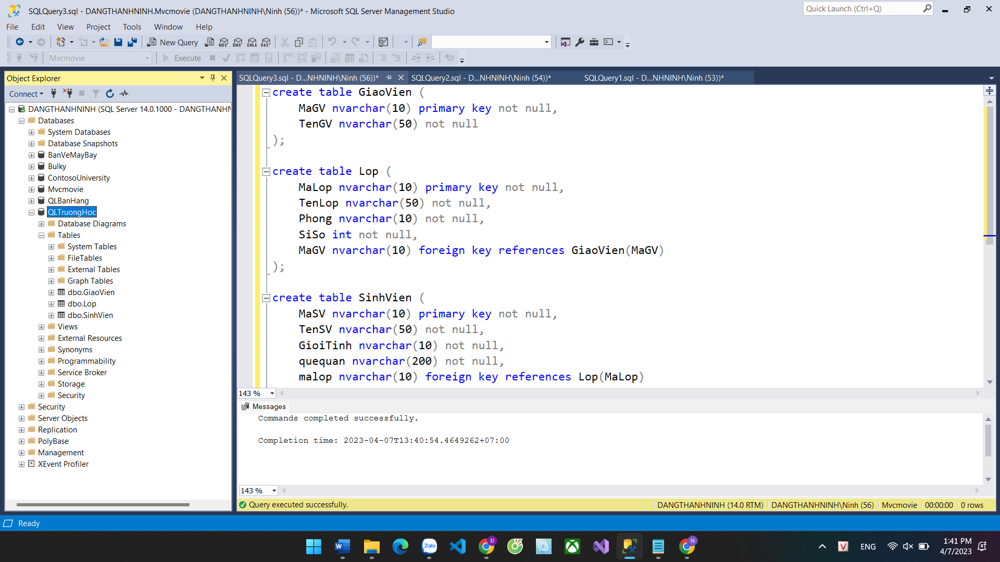 SQLQuery3.sql - DANGTHANHNINH.Mvcmovie (DANGTHANHNINH\Ninh (56))* - Microsoft SQL Server Management Studio
Quick Launch (Ctrl+Q)
File Edit View Project Tools Window Help
New Query MDX DMX XMLA DAX
Mvcmovie Execute
Object Explorer
SQLQuery3.sql - D...NHNINH\Ninh (56))* SQLQuery2.sql - D...NHNINH\Ninh (54))* SQLQuery1.sql - D...NHNINH\Ninh (53))*
Connect
DANGTHANHNINH (SQL Server 14.0.1000 - DANGTHANHN
Databases
System Databases
Database Snapshots
BanVeMayBay
Bulky
ContosoUniversity
Mvcmovie
QLBanHang
QLTruongHoc
Database Diagrams
Tables
System Tables
FileTables
External Tables
Graph Tables
dbo.GiaoVien
dbo.Lop
dbo.SinhVien
Views
External Resources
Synonyms
Programmability
Service Broker
Storage
Security
Security
Server Objects
Replication
PolyBase
Management
XEvent Profiler
create table GiaoVien (
MaGV nvarchar(10) primary key not null,
TenGV nvarchar(50) not null
);
create table Lop (
MaLop nvarchar(10) primary key not null,
TenLop nvarchar(50) not null,
Phong nvarchar(10) not null,
SiSo int not null,
MaGV nvarchar(10) foreign key references GiaoVien(MaGV)
);
create table SinhVien (
MaSV nvarchar(10) primary key not null,
TenSV nvarchar(50) not null,
GioiTinh nvarchar(10) not null,
quequan nvarchar(200) not null,
malop nvarchar(10) foreign key references Lop(MaLop)
143 %
Messages
Commands completed successfully.
Completion time: 2023-04-07T13:40:54.4649262+07:00
143 %
Query executed successfully. DANGTHANHNINH (14.0 RTM) DANGTHANHNINH\Ninh (56) Mvcmovie 00:00:00 0 rows
Ready
Zalo
Đ
N
V
ENG
1:41 PM
4/7/2023